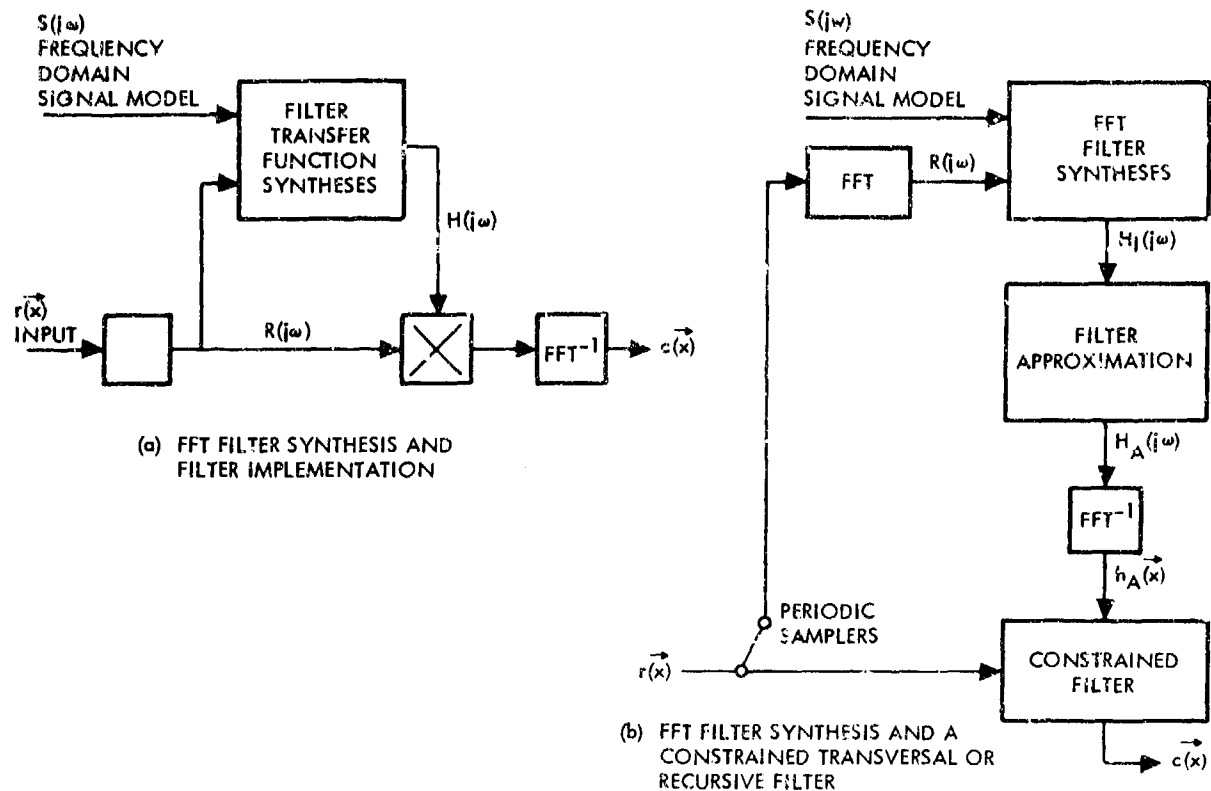 S(jω)
FREQUENCY
DOMAIN
SIGNAL MODEL
FILTER
TRANSFER
FUNCTION
SYNTHESES
H(jω)
r(x)
INPUT
R(jω)
FFT⁻¹
c(x)
(a) FFT FILTER SYNTHESIS AND
FILTER IMPLEMENTATION
S(jw)
FREQUENCY
DOMAIN
SIGNAL MODEL
FFT
R(jω)
FFT
FILTER
SYNTHESES
H_I(jω)
FILTER
APPROXIMATION
H_A(jω)
FFT⁻¹
h_A(x)
PERIODIC
SAMPLERS
r(x)
CONSTRAINED
FILTER
c(x)
(b) FFT FILTER SYNTHESIS AND A
CONSTRAINED TRANSVERSAL OR
RECURSIVE FILTER